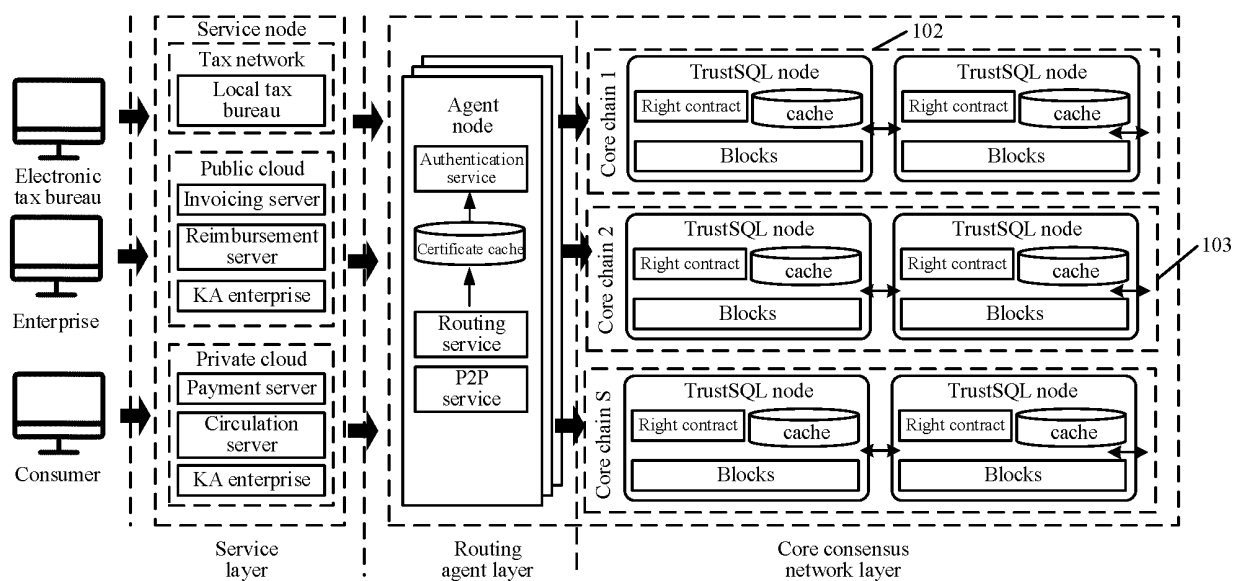 Electronic
tax bureau
Enterprise
Consumer
Service node
Tax network
Local tax
bureau
Public cloud
Invoicing server
Reimbursement
server
KA enterprise
Private cloud
Payment server
Circulation
server
KA enterprise
Service
layer
Agent
node
Authentication
service
Certificate cache
Routing
service
P2P
service
Routing
agent layer
102
Core chain 1
TrustSQL node
Right contract
cache
Blocks
TrustSQL node
Right contract
cache
Blocks
103
Core chain 2
TrustSQL node
Right contract
cache
Blocks
TrustSQL node
Right contract
cache
Blocks
Core chain S
TrustSQL node
Right contract
cache
Blocks
TrustSQL node
Right contract
cache
Blocks
Core consensus
network layer